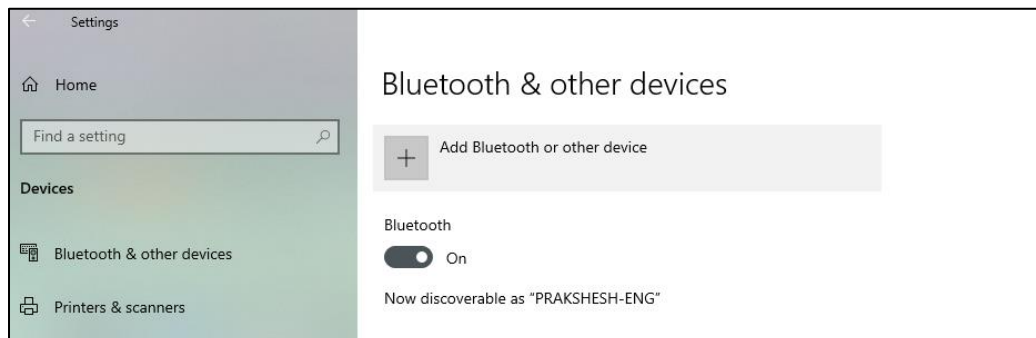 Settings
Home
Find a setting
Devices
Bluetooth & other devices
Printers & scanners
Bluetooth & other devices
Add Bluetooth or other device
Bluetooth
On
Now discoverable as “PRAKSHESH-ENG”